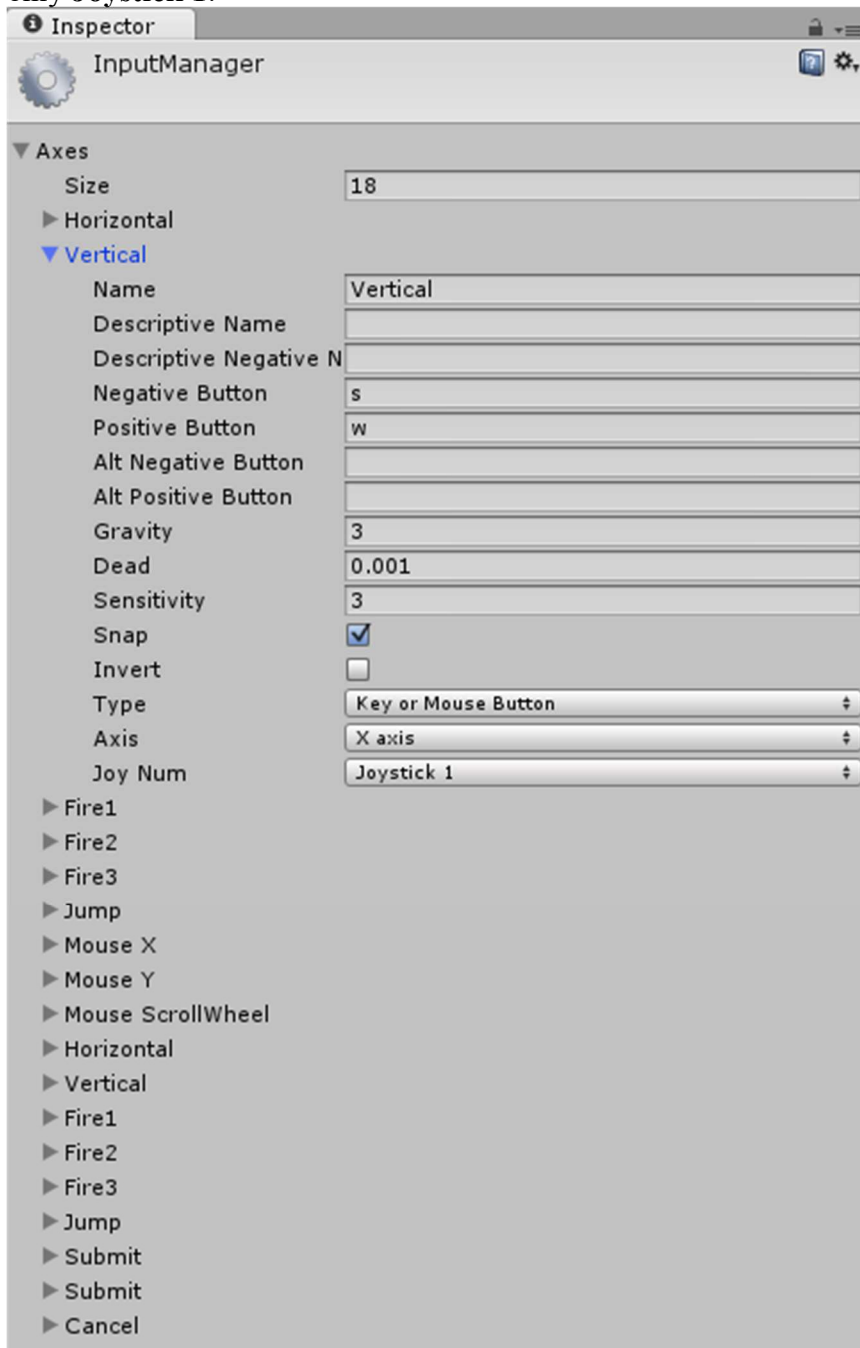 Any Joystick 1.
Inspector
InputManager
Axes
Size 18
Horizontal
Vertical
Name Vertical
Descriptive Name
Descriptive Negative N
Negative Button s
Positive Button w
Alt Negative Button
Alt Positive Button
Gravity 3
Dead 0.001
Sensitivity 3
Snap
Invert
Type Key or Mouse Button
Axis X axis
Joy Num Joystick 1
Fire1
Fire2
Fire3
Jump
Mouse X
Mouse Y
Mouse ScrollWheel
Horizontal
Vertical
Fire1
Fire2
Fire3
Jump
Submit
Submit
Cancel